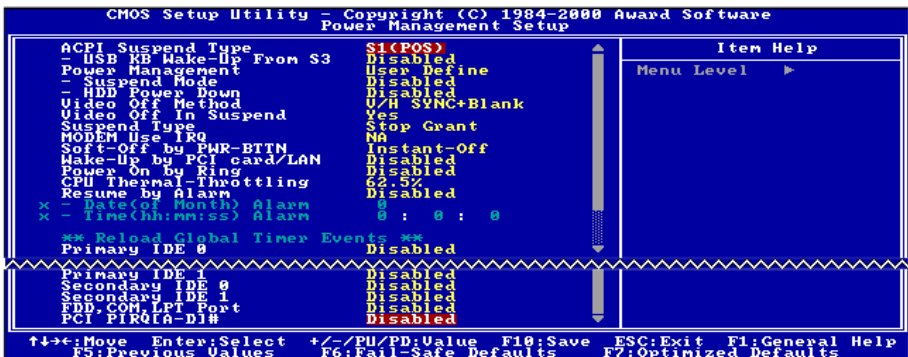 CMOS Setup Utility - Copyright (C) 1984-2000 Award Software
Power Management Setup
ACPI Suspend Type S1(POS) Item Help
- USB KB Wake-Up From S3 Disabled
Power Management User Define Menu Level ►
- Suspend Mode Disabled
- HDD Power Down Disabled
Video Off Method V/H SYNC+Blank
Video Off In Suspend Yes
Suspend Type Stop Grant
MODEM Use IRQ NA
Soft-Off by PWR-BTTN Instant-Off
Wake-Up by PCI card/LAN Disabled
Power On by Ring Disabled
CPU Thermal-Throttling 62.5%
Resume by Alarm Disabled
x - Date(of Month) Alarm 0
x - Time(hh:mm:ss) Alarm 0 : 0 : 0
** Reload Global Timer Events **
Primary IDE 0 Disabled
Primary IDE 1 Disabled
Secondary IDE 0 Disabled
Secondary IDE 1 Disabled
FDD,COM,LPT Port Disabled
PCI PIRQ[A-D]# Disabled
↑↓→←:Move Enter:Select +/-/PU/PD:Value F10:Save ESC:Exit F1:General Help
F5:Previous Values F6:Fail-Safe Defaults F7:Optimized Defaults